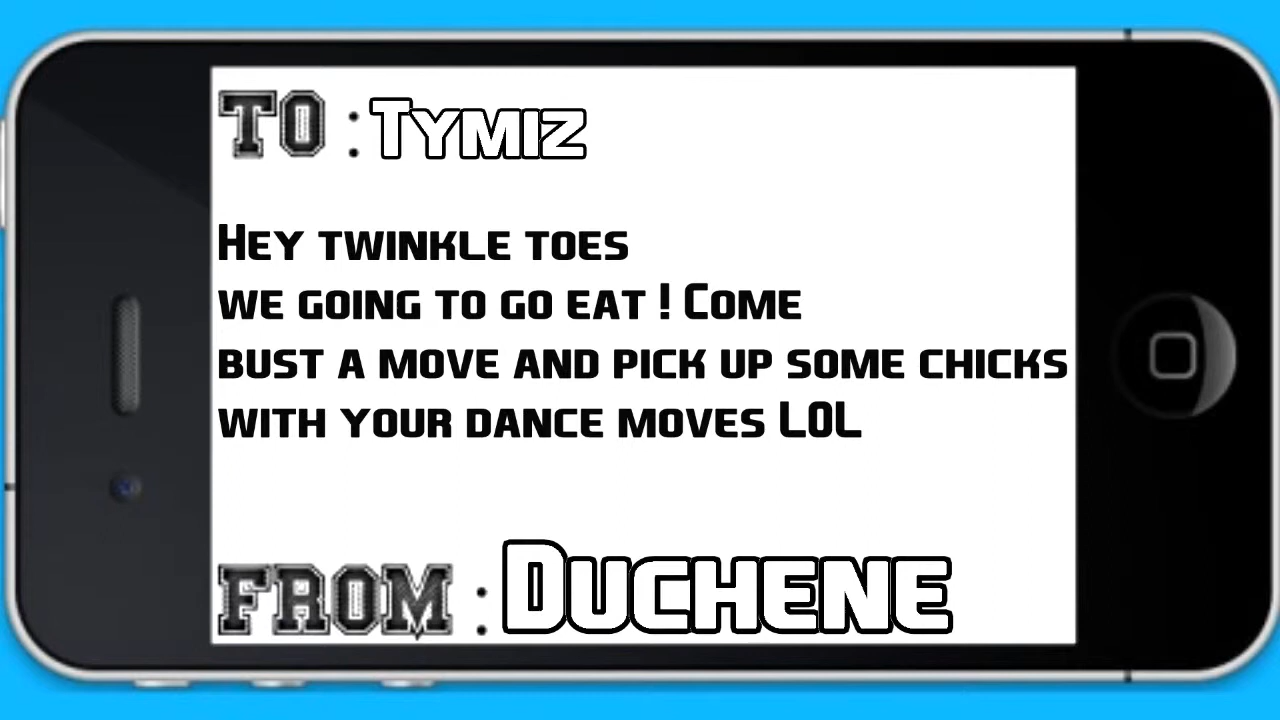 TO : Tymiz
Hey twinkle toes
we going to go eat ! Come
bust a move and pick up some chicks
with your dance moves LOL
FROM : Duchene